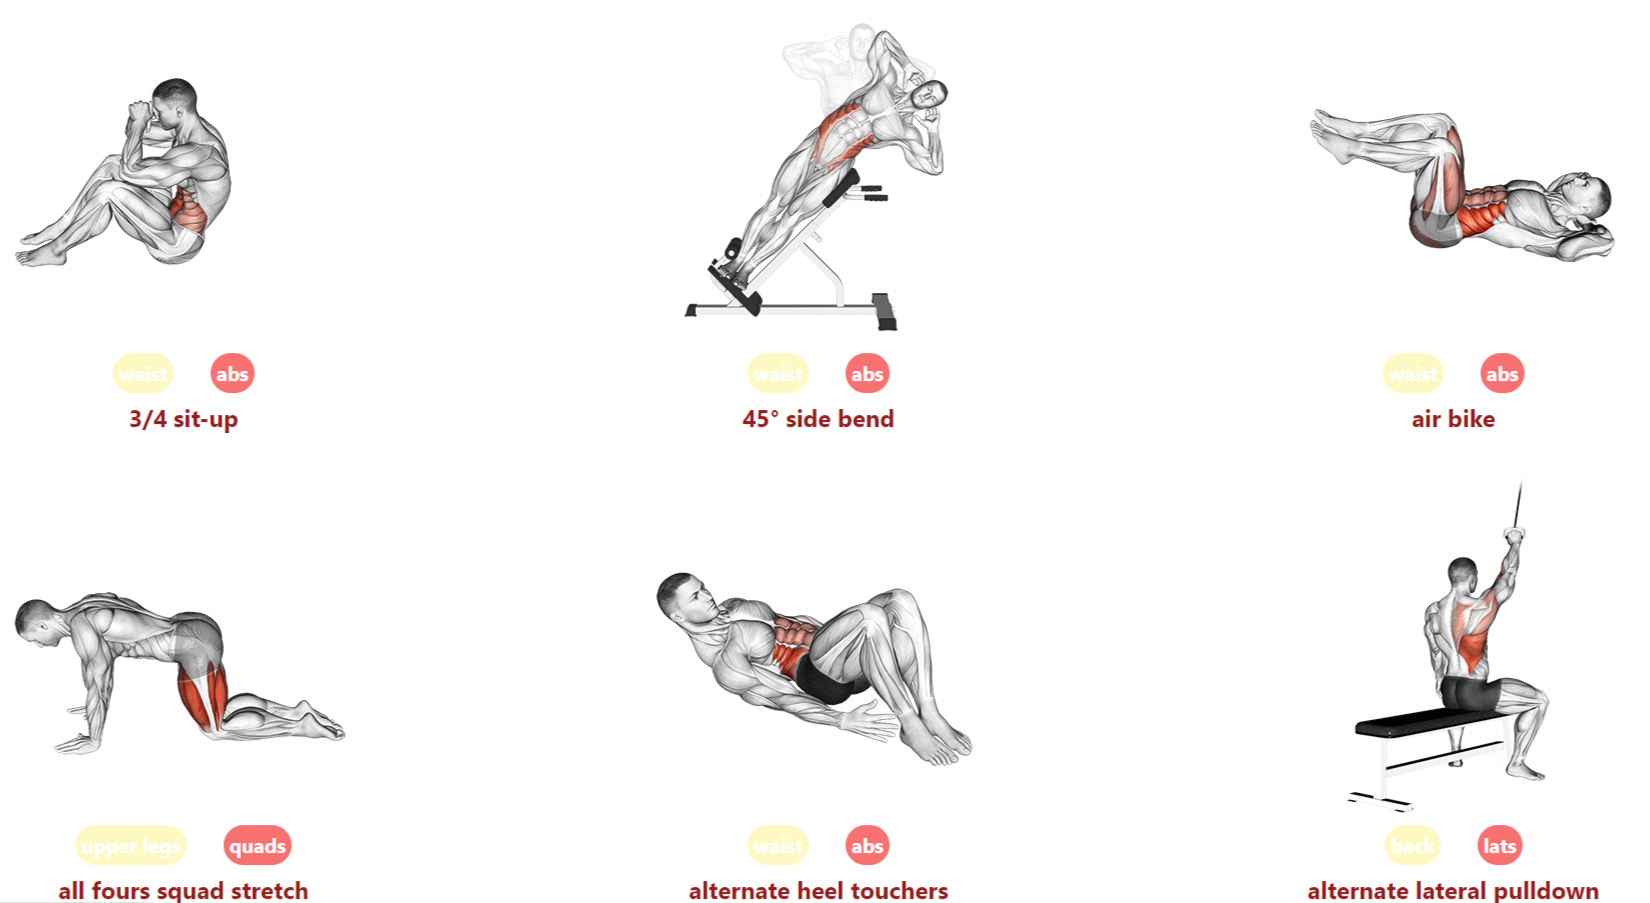 waist abs
3/4 sit-up
waist abs
45° side bend
waist abs
air bike
upper legs quads
all fours squad stretch
waist abs
alternate heel touchers
back lats
alternate lateral pulldown